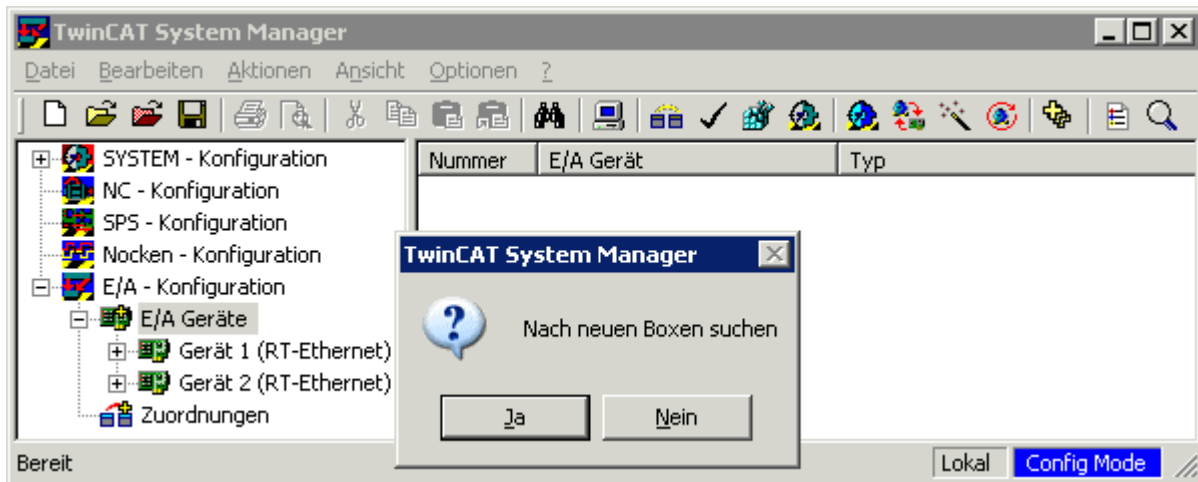 TwinCAT System Manager
Datei Bearbeiten Aktionen Ansicht Optionen ?
SYSTEM - Konfiguration
NC - Konfiguration
SPS - Konfiguration
Nocken - Konfiguration
E/A - Konfiguration
E/A Geräte
Gerät 1 (RT-Ethernet)
Gerät 2 (RT-Ethernet)
Zuordnungen
Nummer E/A Gerät Typ
TwinCAT System Manager
Nach neuen Boxen suchen
Ja Nein
Bereit Lokal Config Mode